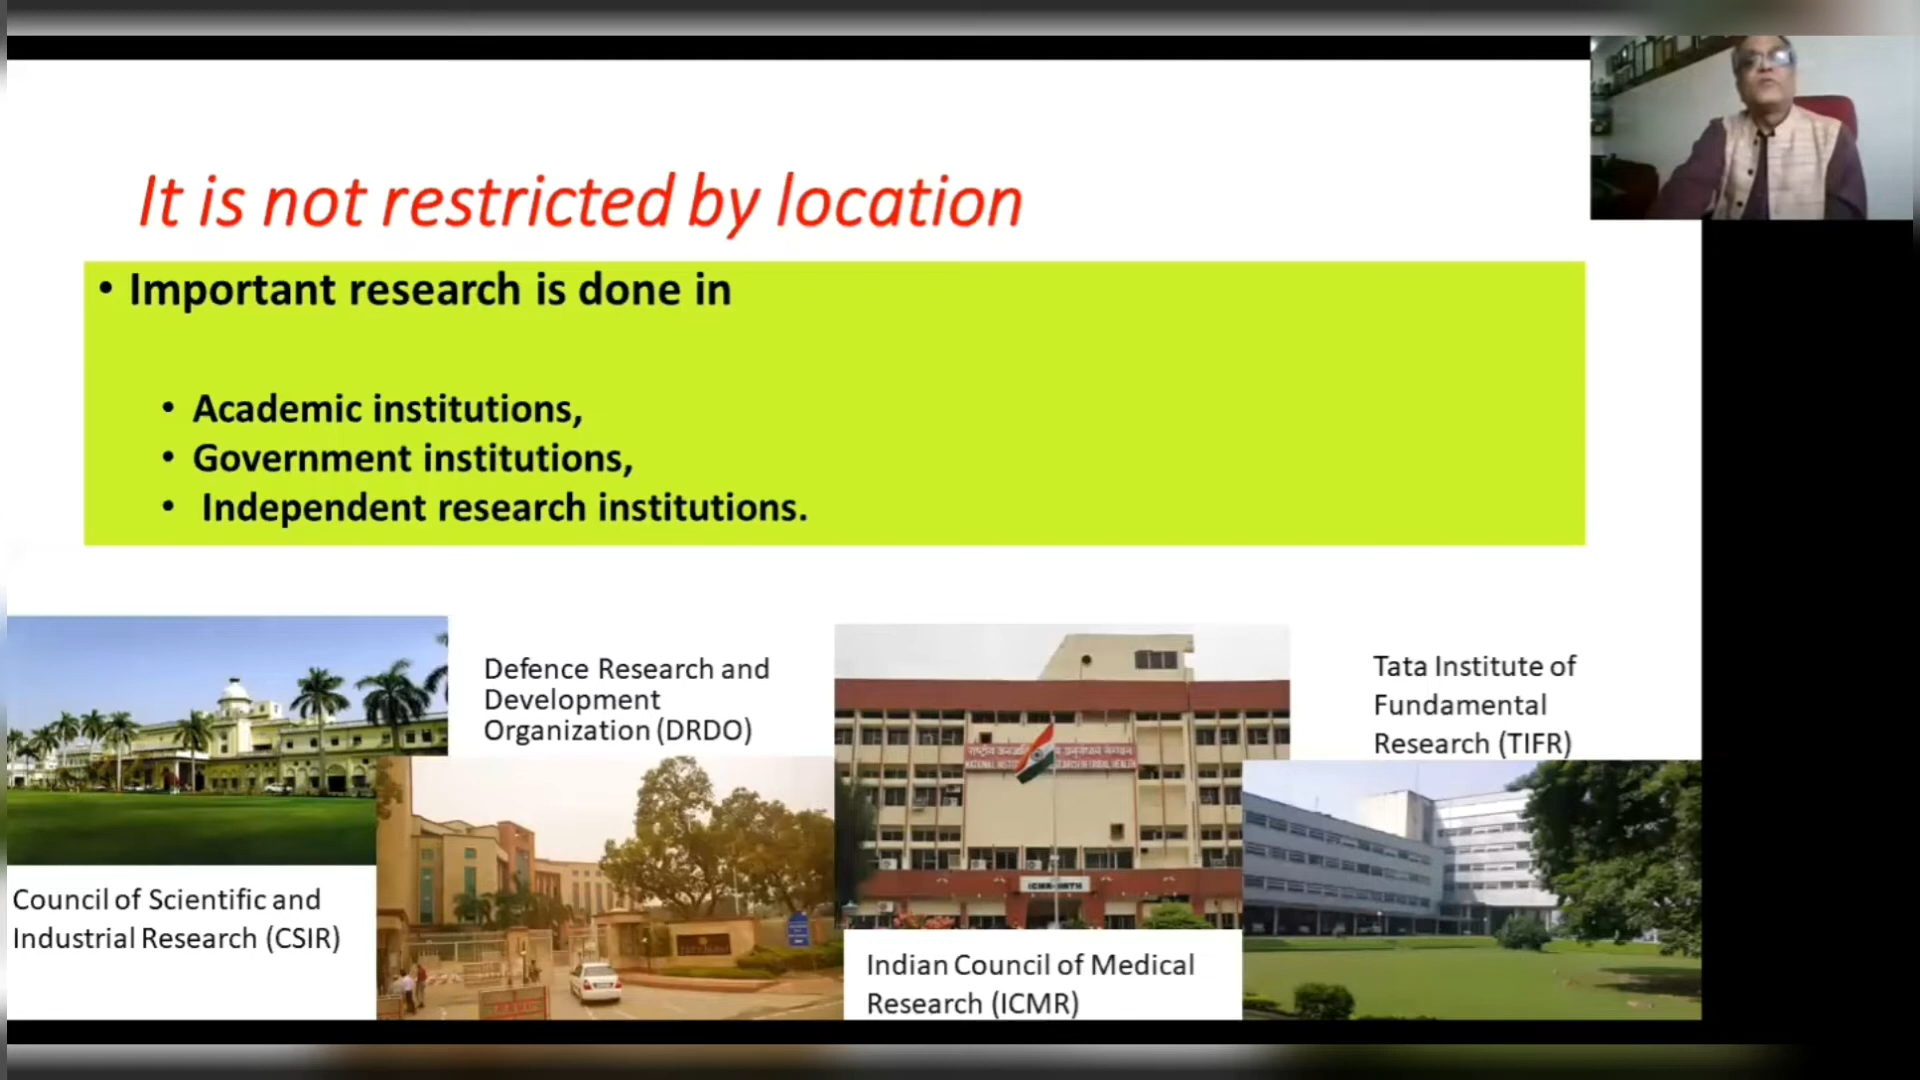 It is not restricted by location
• Important research is done in
• Academic institutions,
• Government institutions,
• Independent research institutions.
Defence Research and
Development
Organization (DRDO)
Tata Institute of
Fundamental
Research (TIFR)
Council of Scientific and
Industrial Research (CSIR)
Indian Council of Medical
Research (ICMR)